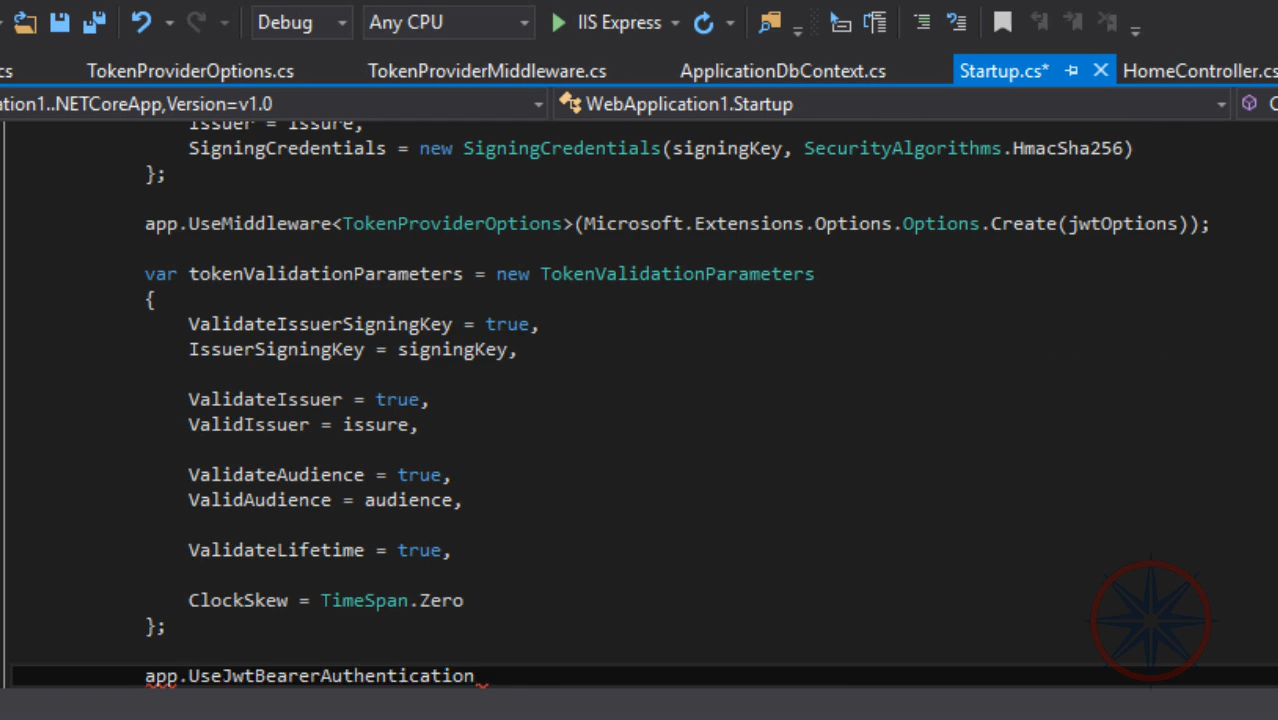 Debug Any CPU IIS Express
cs TokenProviderOptions.cs TokenProviderMiddleware.cs ApplicationDbContext.cs Startup.cs* HomeController.cs
ation1..NETCoreApp,Version=v1.0 WebApplication1.Startup
Issuer = issure,
SigningCredentials = new SigningCredentials(signingKey, SecurityAlgorithms.HmacSha256)
};
app.UseMiddleware<TokenProviderOptions>(Microsoft.Extensions.Options.Options.Create(jwtOptions));
var tokenValidationParameters = new TokenValidationParameters
{
ValidateIssuerSigningKey = true,
IssuerSigningKey = signingKey,
ValidateIssuer = true,
ValidIssuer = issure,
ValidateAudience = true,
ValidAudience = audience,
ValidateLifetime = true,
ClockSkew = TimeSpan.Zero
};
app.UseJwtBearerAuthentication